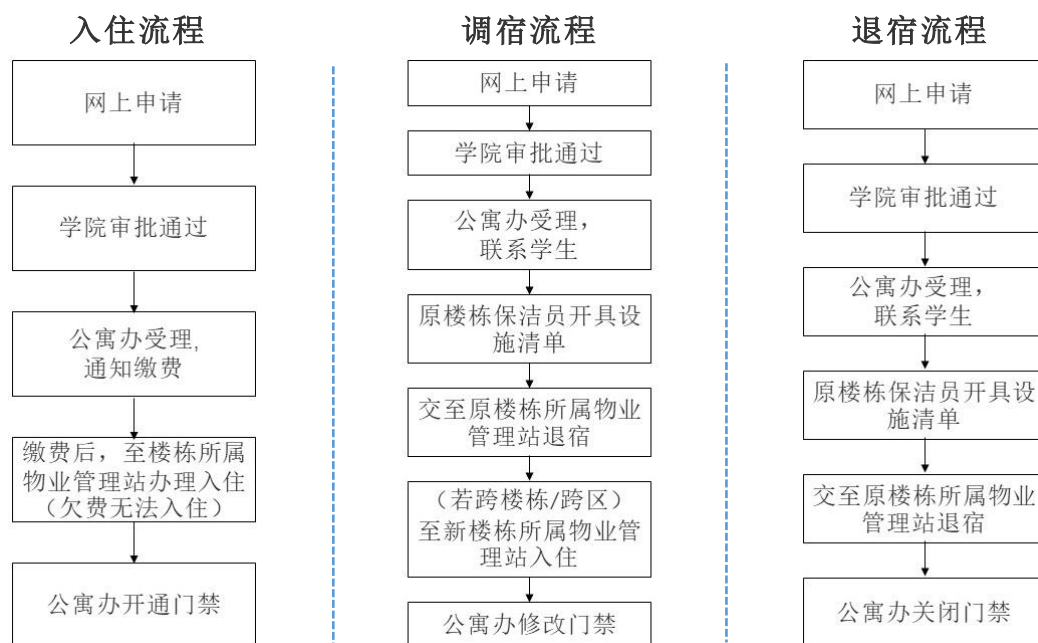 入住流程
网上申请
学院审批通过
公寓办受理,
通知缴费
缴费后，至楼栋所属
物业管理站办理入住
（欠费无法入住）
公寓办开通门禁
调宿流程
网上申请
学院审批通过
公寓办受理，
联系学生
原楼栋保洁员开具设
施清单
交至原楼栋所属物业
管理站退宿
（若跨楼栋/跨区）
至新楼栋所属物业管
理站入住
公寓办修改门禁
退宿流程
网上申请
学院审批通过
公寓办受理，
联系学生
原楼栋保洁员开具设
施清单
交至原楼栋所属物业
管理站退宿
公寓办关闭门禁